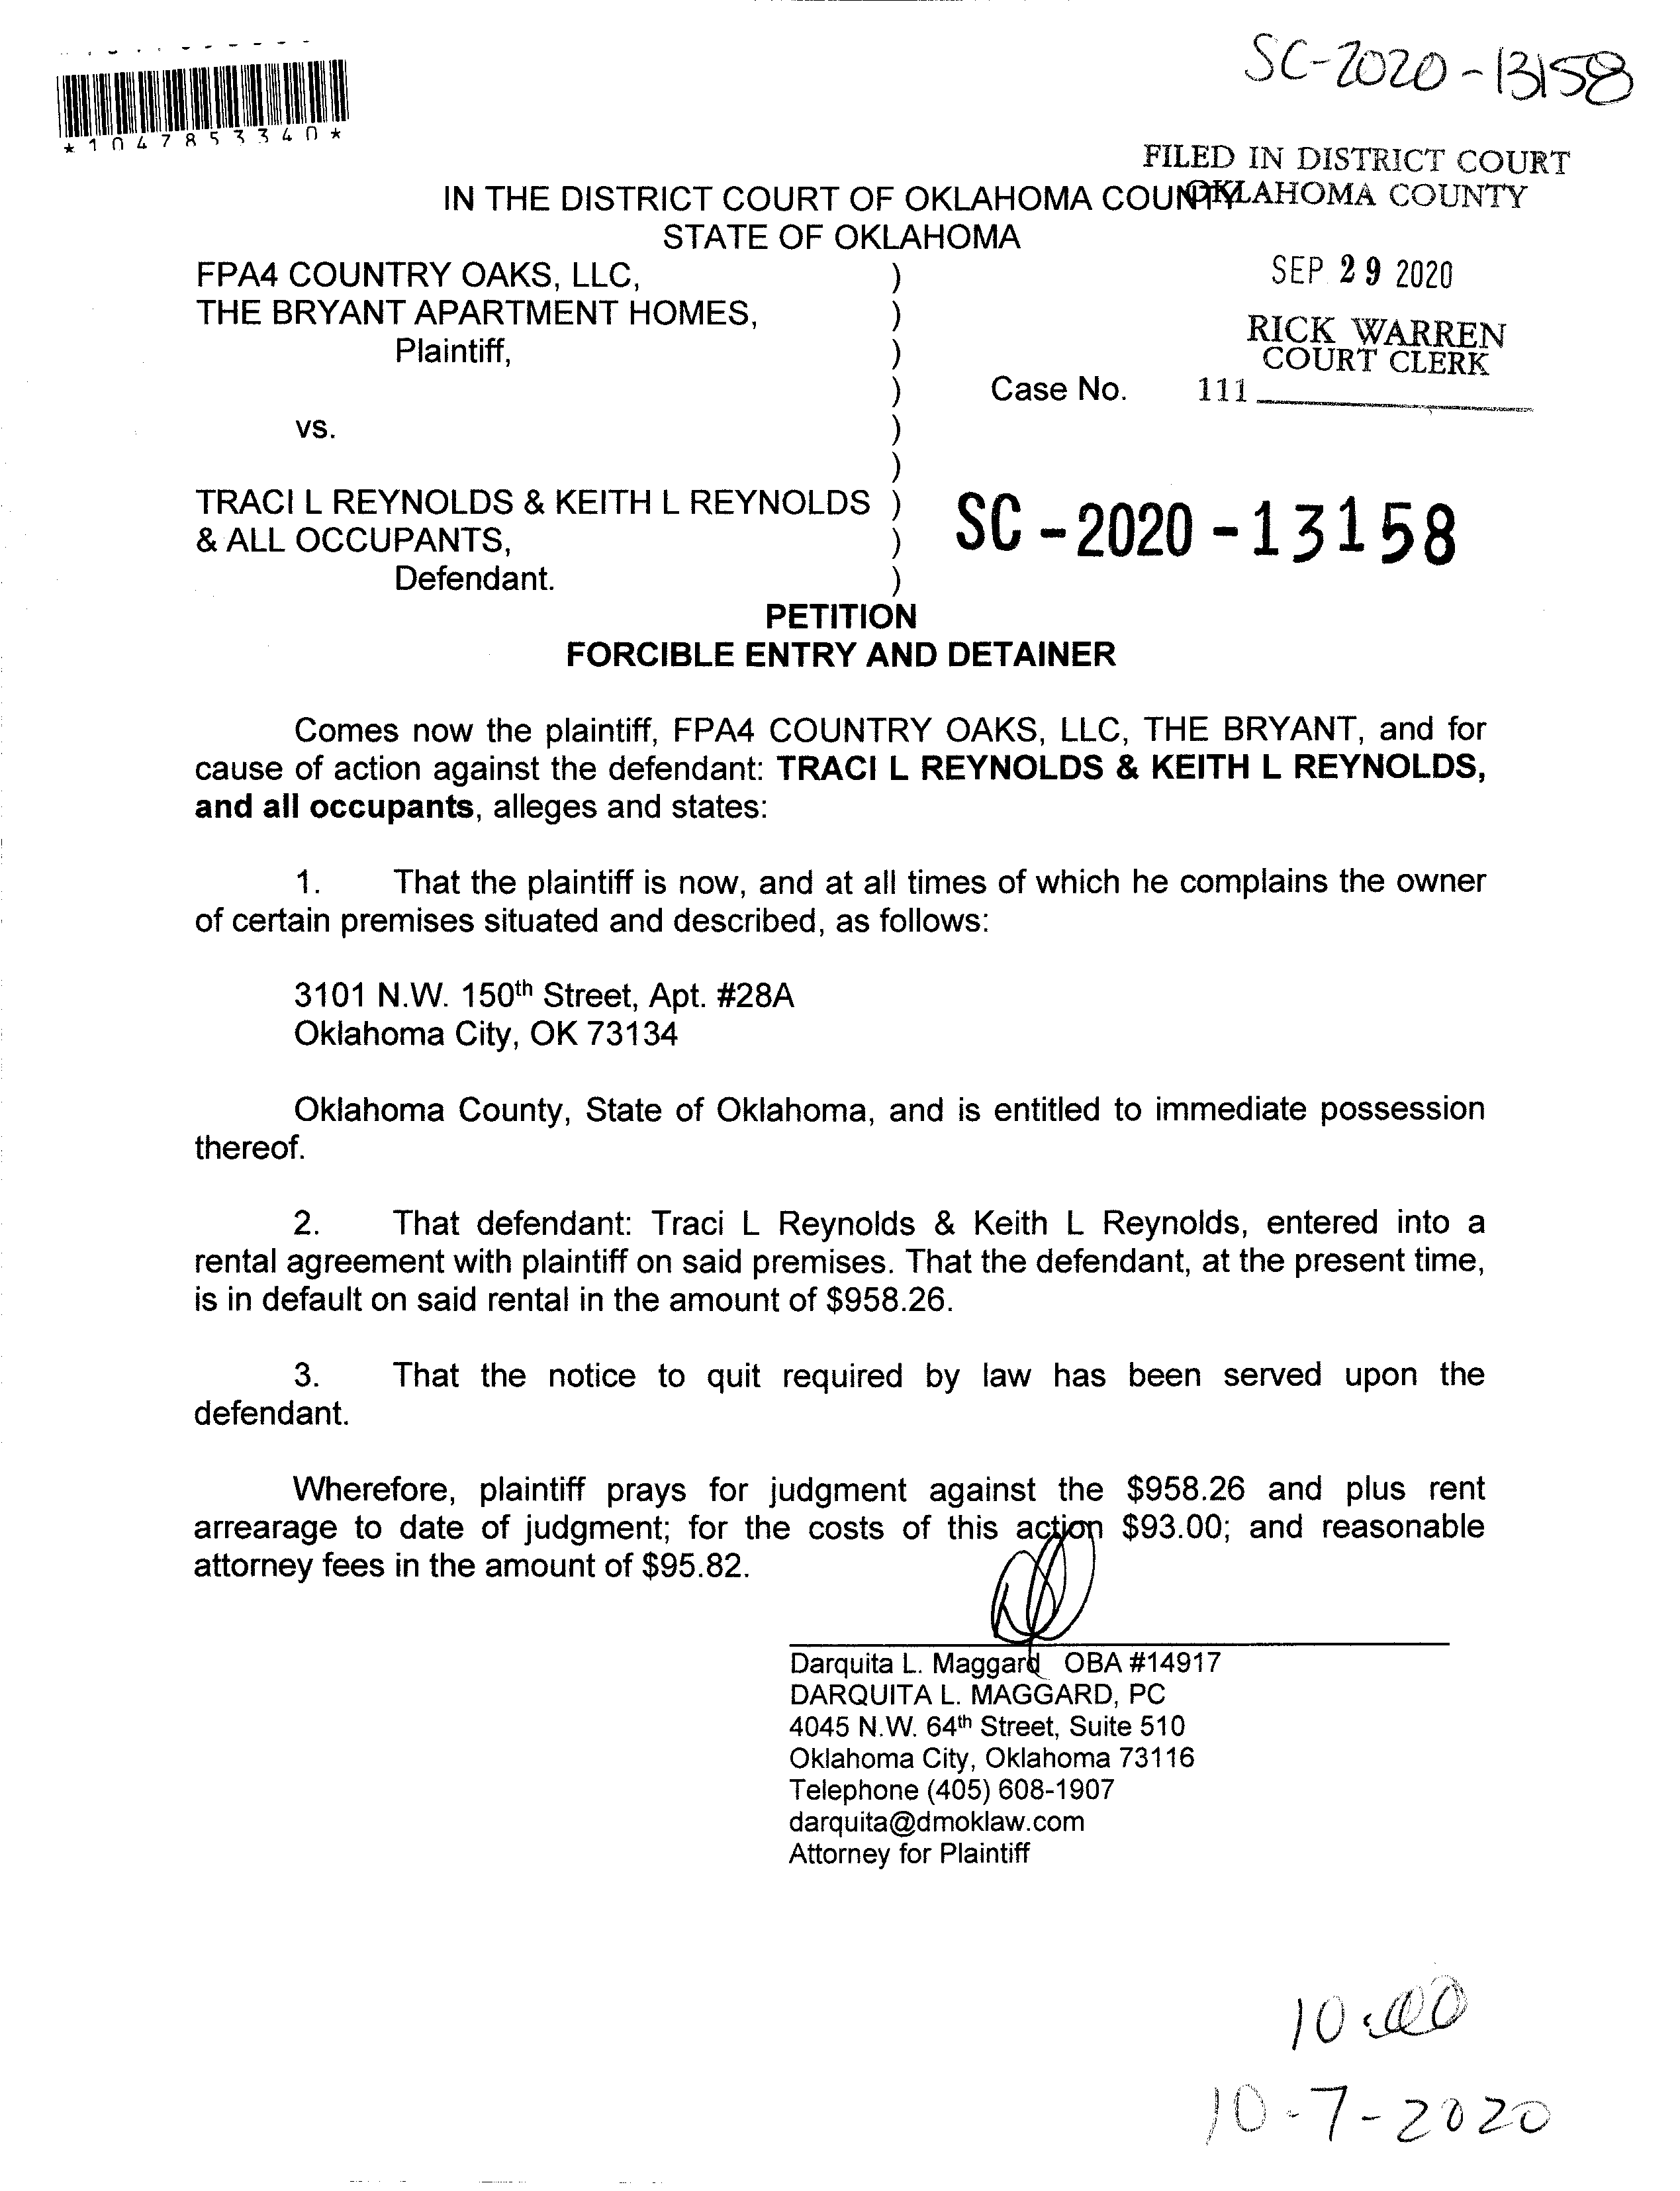 SC-2020-13158
*1047853340*
FILED IN DISTRICT COURT
OKLAHOMA COUNTY
IN THE DISTRICT COURT OF OKLAHOMA COUNTY
STATE OF OKLAHOMA
FPA4 COUNTRY OAKS, LLC, )
THE BRYANT APARTMENT HOMES, )
Plaintiff, )
SEP 29 2020
RICK WARREN
COURT CLERK
) Case No. 111
vs. )
)
TRACI L REYNOLDS & KEITH L REYNOLDS )
& ALL OCCUPANTS, )
Defendant. )
SC-2020-13158
PETITION
FORCIBLE ENTRY AND DETAINER
Comes now the plaintiff, FPA4 COUNTRY OAKS, LLC, THE BRYANT, and for
cause of action against the defendant: TRACI L REYNOLDS & KEITH L REYNOLDS,
and all occupants, alleges and states:
1. That the plaintiff is now, and at all times of which he complains the owner
of certain premises situated and described, as follows:
3101 N.W. 150th Street, Apt. #28A
Oklahoma City, OK 73134
Oklahoma County, State of Oklahoma, and is entitled to immediate possession
thereof.
2. That defendant: Traci L Reynolds & Keith L Reynolds, entered into a
rental agreement with plaintiff on said premises. That the defendant, at the present time,
is in default on said rental in the amount of $958.26.
3. That the notice to quit required by law has been served upon the
defendant.
Wherefore, plaintiff prays for judgment against the $958.26 and plus rent
arrearage to date of judgment; for the costs of this action $93.00; and reasonable
attorney fees in the amount of $95.82.
Darquita L. Maggard OBA #14917
DARQUITA L. MAGGARD, PC
4045 N.W. 64th Street, Suite 510
Oklahoma City, Oklahoma 73116
Telephone (405) 608-1907
darquita@dmoklaw.com
Attorney for Plaintiff
10:00
10-7-2020